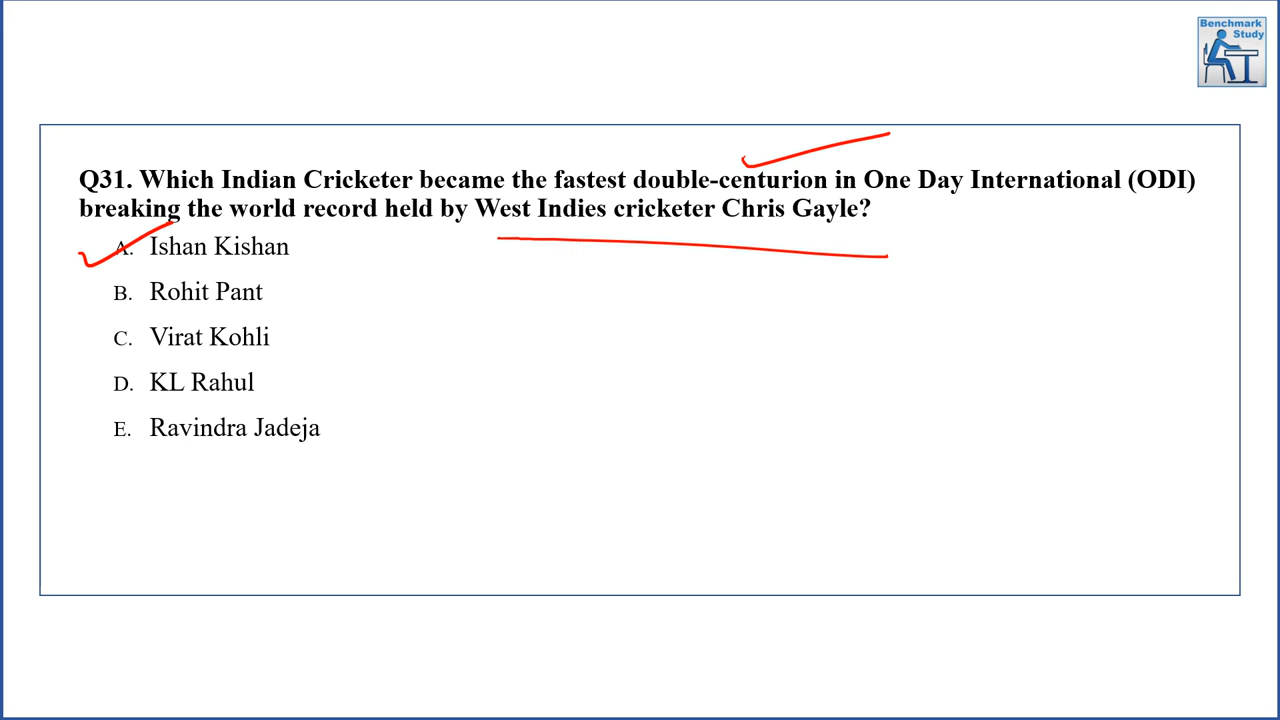 Benchmark
Study
Q31. Which Indian Cricketer became the fastest double-centurion in One Day International (ODI)
breaking the world record held by West Indies cricketer Chris Gayle?
A. Ishan Kishan
B. Rohit Pant
C. Virat Kohli
D. KL Rahul
E. Ravindra Jadeja